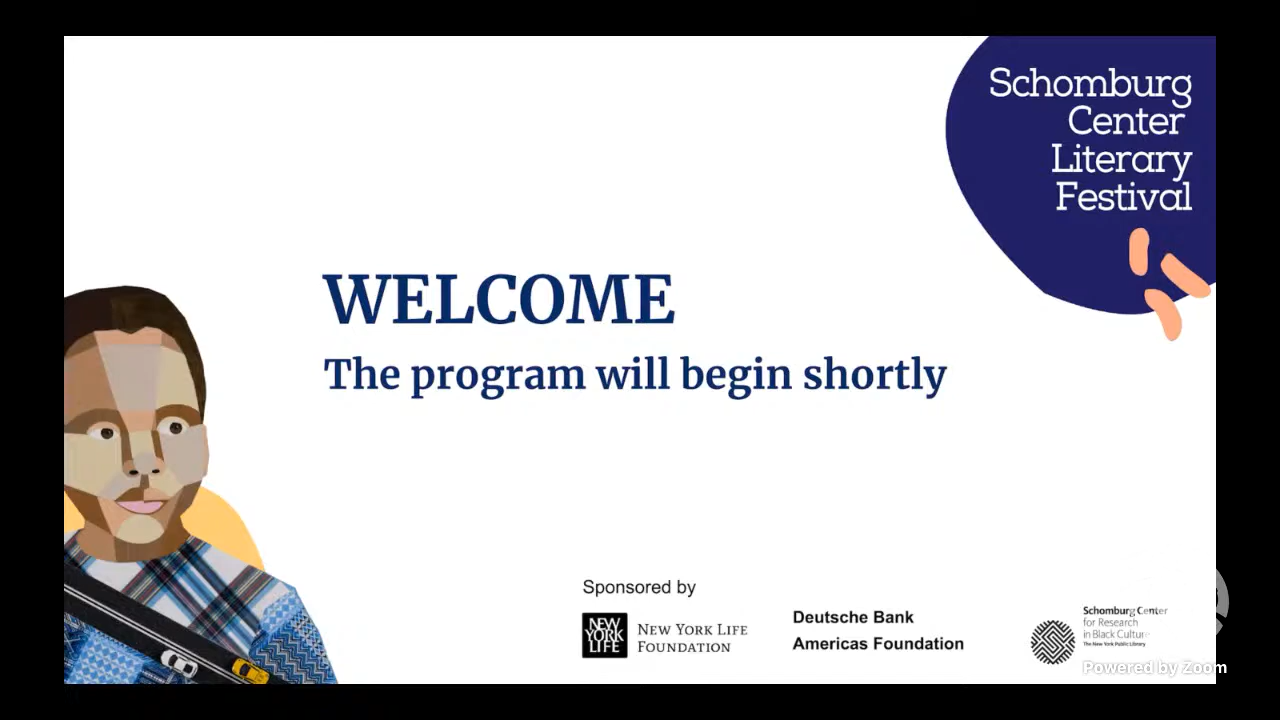 Schomburg
Center
Literary
Festival
WELCOME
The program will begin shortly
Sponsored by
NEW
YORK
LIFE
NEW YORK LIFE
FOUNDATION
Deutsche Bank
Americas Foundation
Schomburg Center
for Research
in Black Culture
The New York Public Library
Powered by Zoom